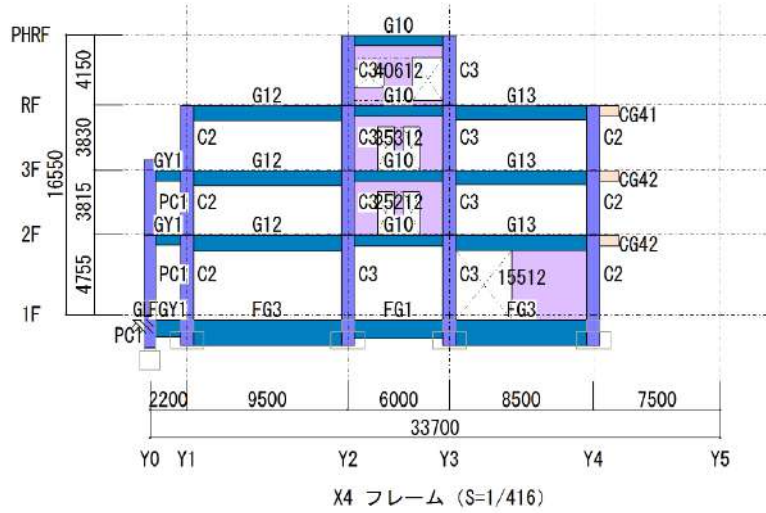 G10
PHRF
4150
C3 40612 C3
G12 G10 G13
RF
CG41
3830
C2 C3 35312 C3 C2
16550
GY1 G12 G10 G13
3F
CG42
3815
PC1 C2 C3 25212 C3 C2
GY1 G12 G10 G13
2F
CG42
4755
PC1 C2 C3 C3 15512 C2
1F
FGY1 FG3 FG1 FG3
PC1
2200 9500 6000 8500 7500
33700
Y0 Y1 Y2 Y3 Y4 Y5
X4 フレーム (S=1/416)